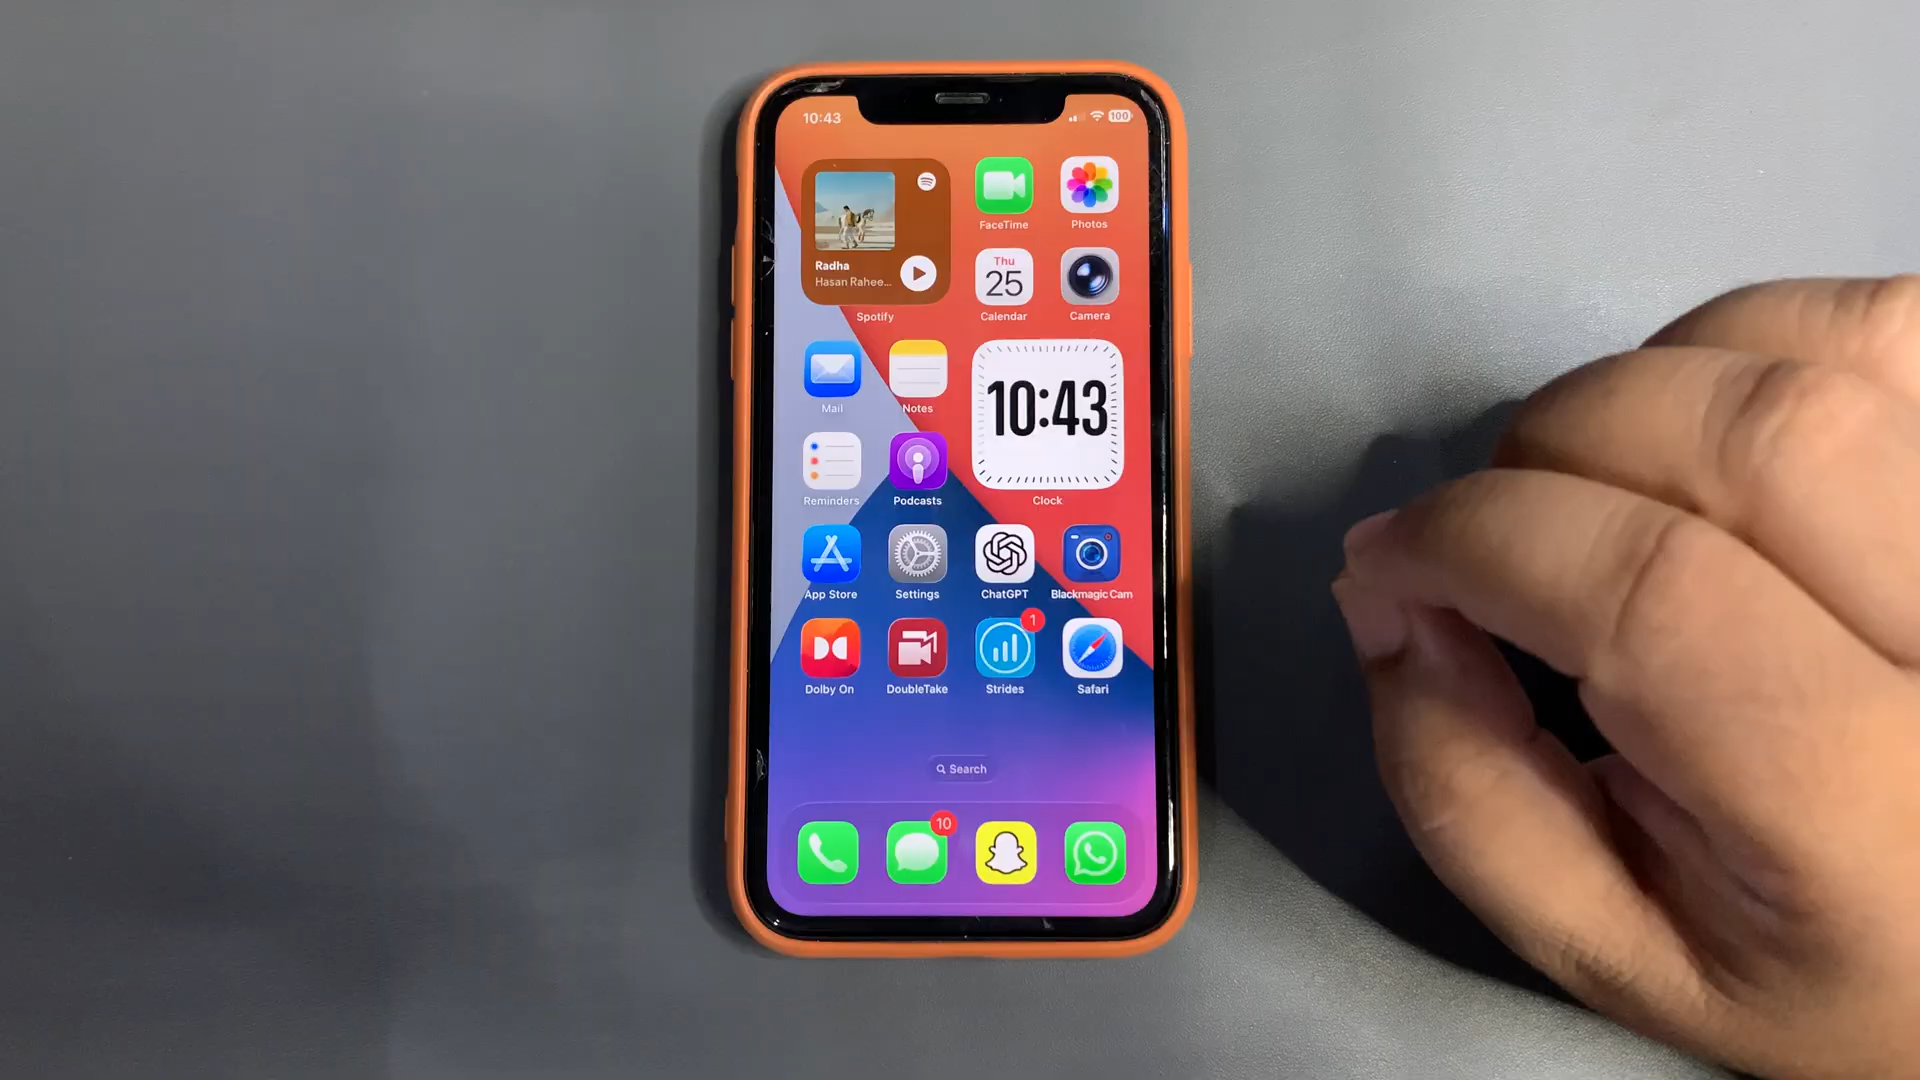 10:43
100
Radha
Hasan Rahee...
Spotify
FaceTime
Photos
Thu
25
Calendar
Camera
Mail
Notes
10:43
Reminders
Podcasts
Clock
App Store
Settings
ChatGPT
Blackmagic Cam
1
Dolby On
DoubleTake
Strides
Safari
Search
10